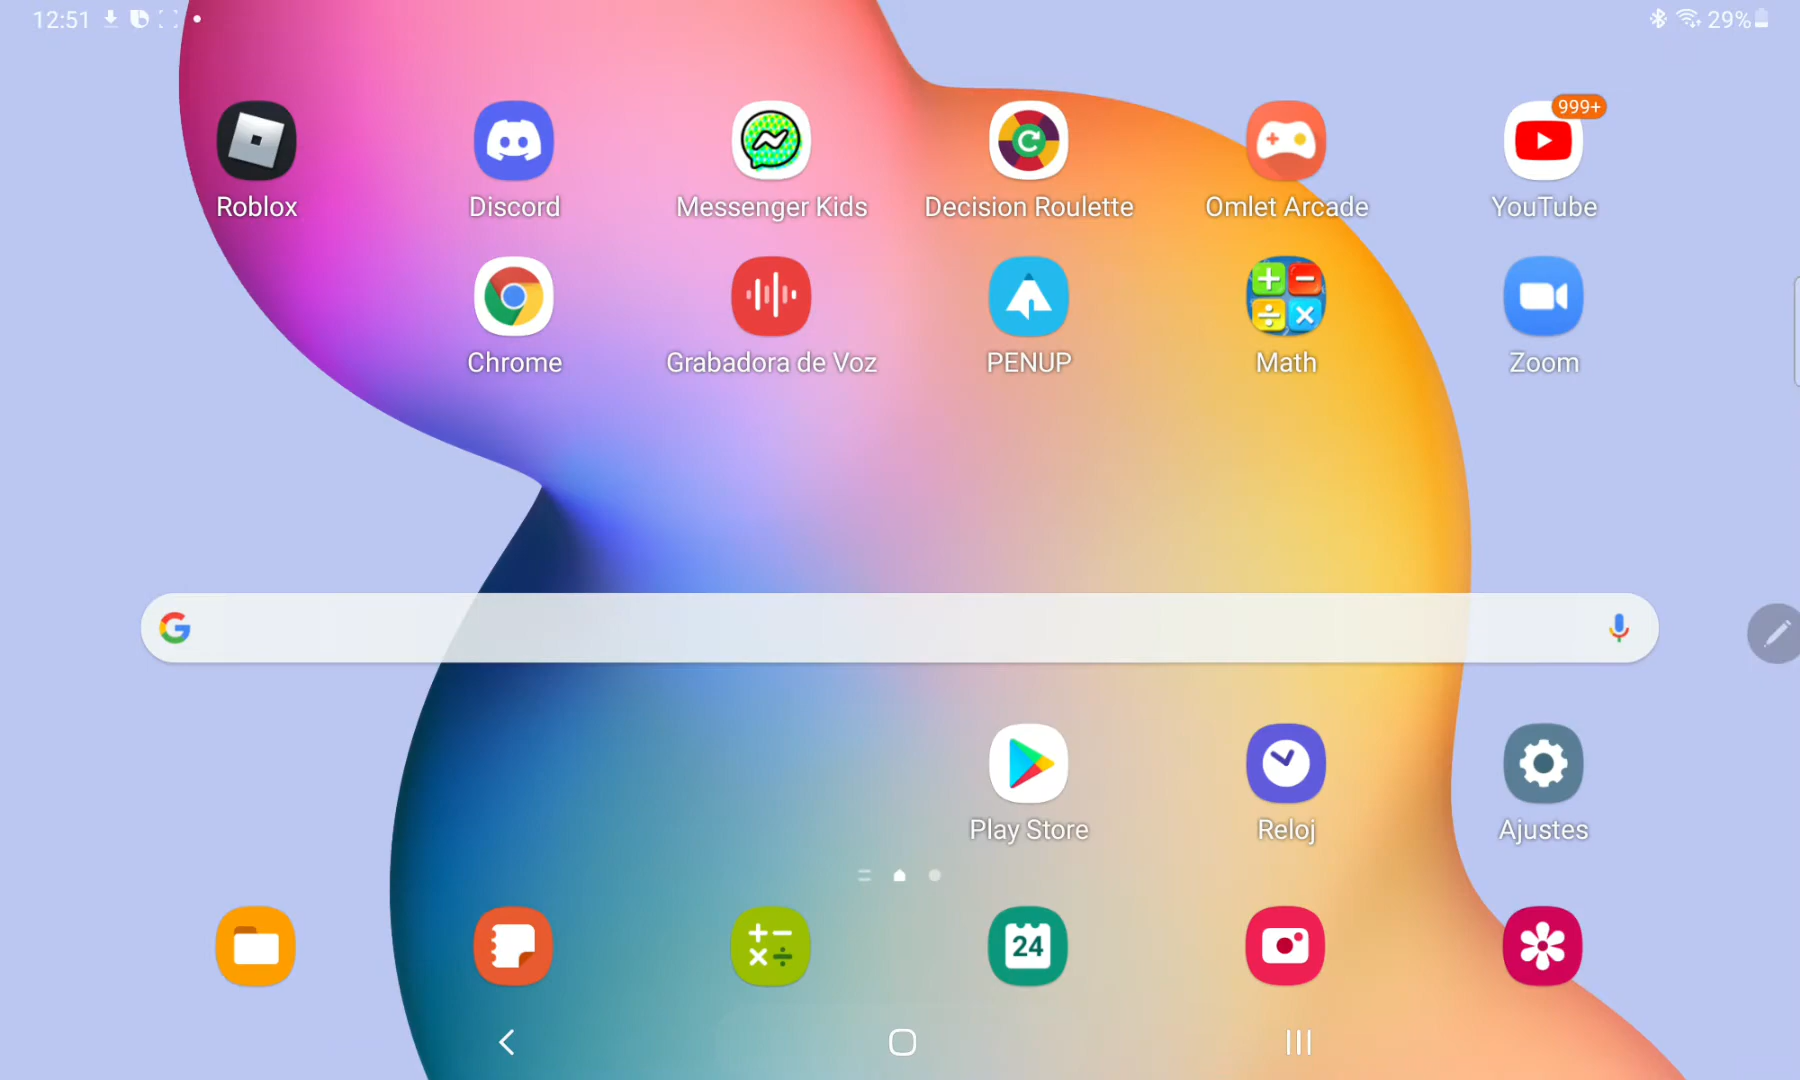 12:51 29%
999+
Roblox Discord Messenger Kids Decision Roulette Omlet Arcade YouTube
Chrome Grabadora de Voz PENUP Math Zoom
Play Store Reloj Ajustes
24